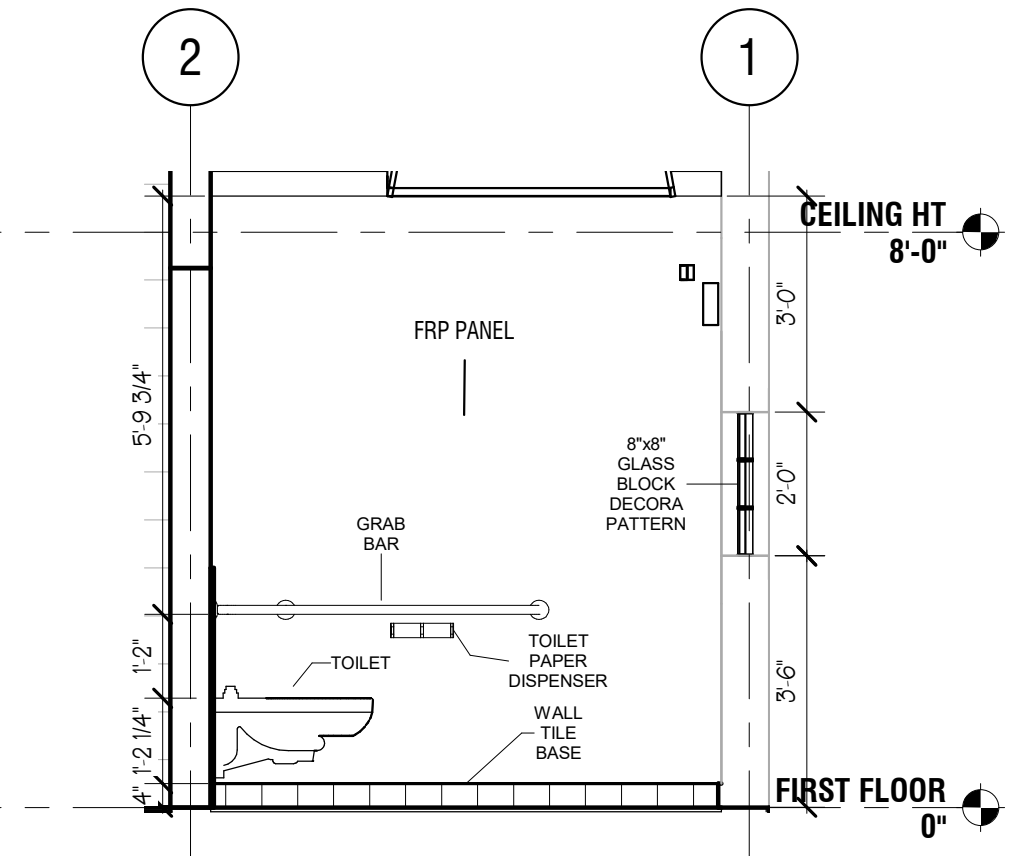 2
1
CEILING HT
8'-0"
3'-0"
FRP PANEL
5'-9 3/4"
8"x8"
GLASS
BLOCK
DECORA
PATTERN
2'-0"
GRAB
BAR
TOILET
PAPER
DISPENSER
TOILET
1'-2"
3'-6"
WALL
TILE
BASE
1'-2 1/4"
4"
FIRST FLOOR
0"